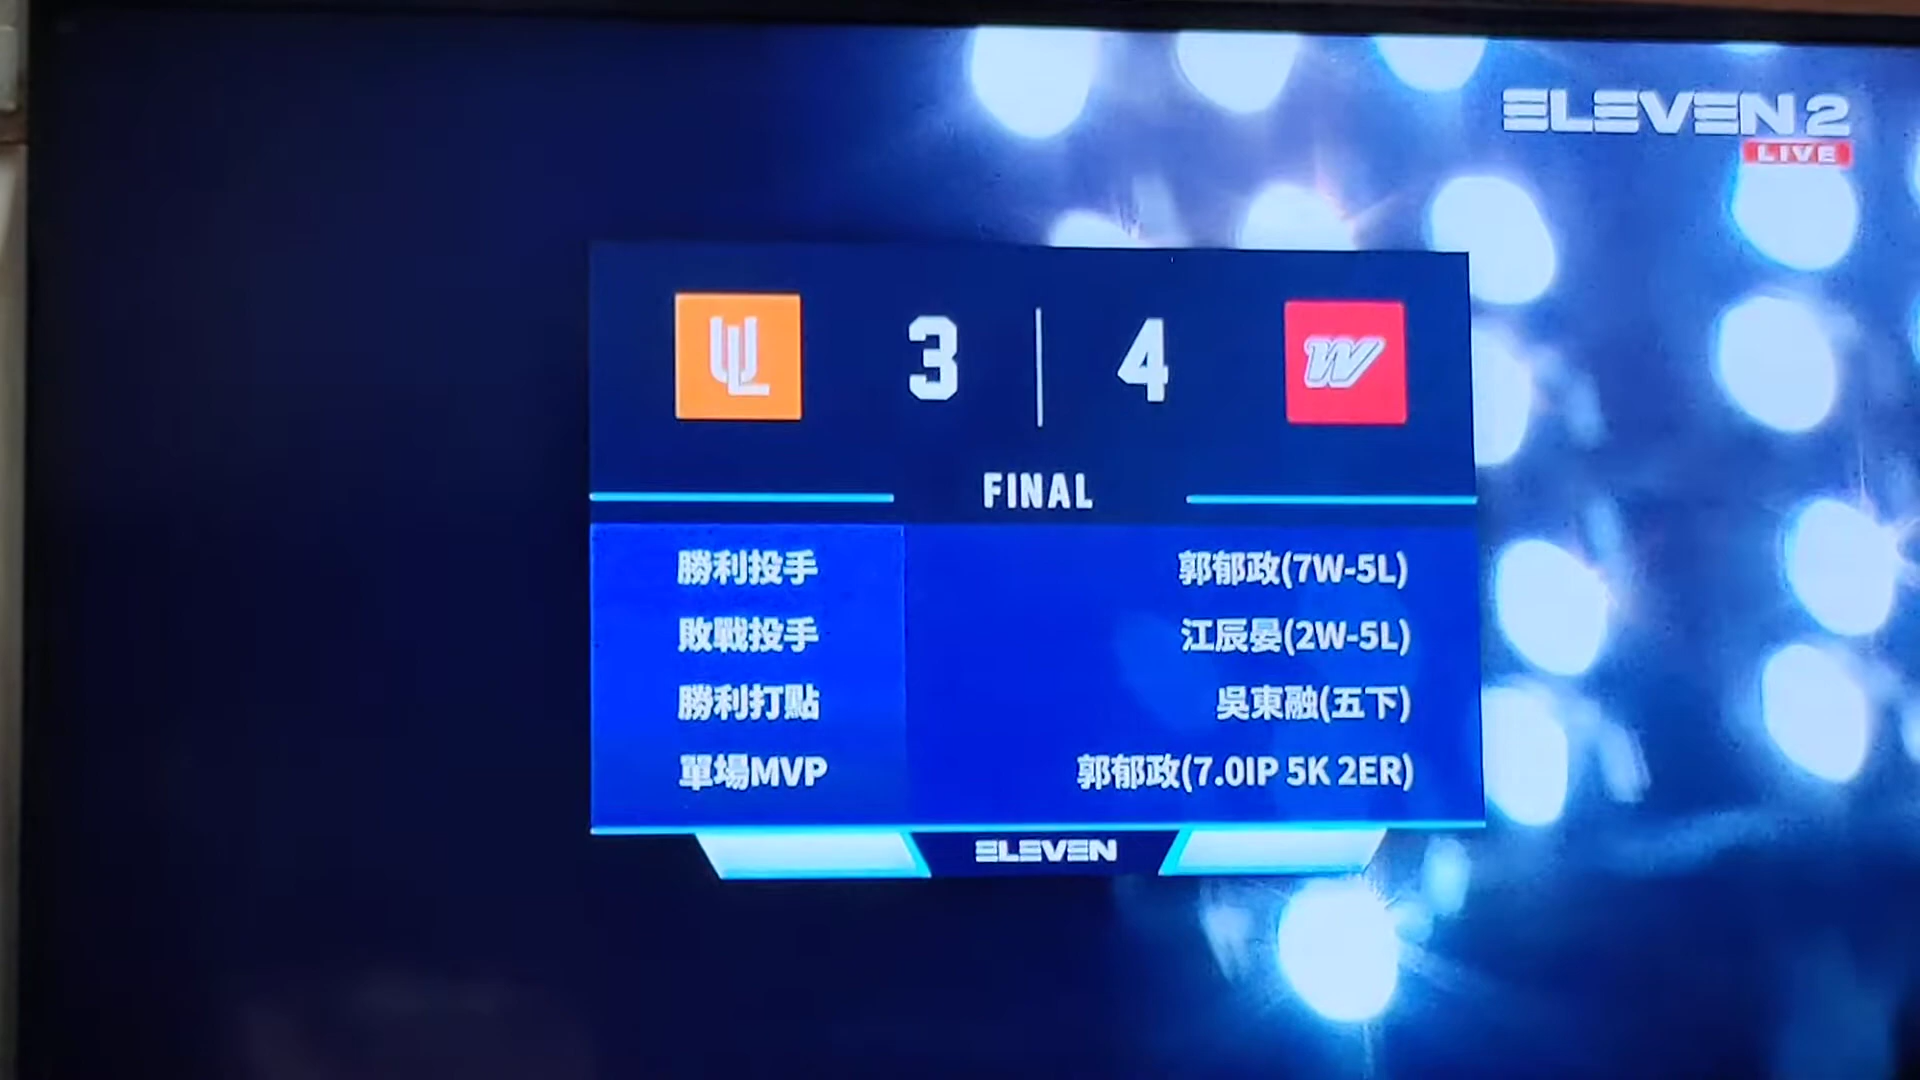 ELEVEN 2
LIVE
UL 3 4 W
FINAL
勝利投手 郭郁政(7W-5L)
敗戰投手 江辰晏(2W-5L)
勝利打點 吳東融(五下)
單場MVP 郭郁政(7.0IP 5K 2ER)
ELEVEN